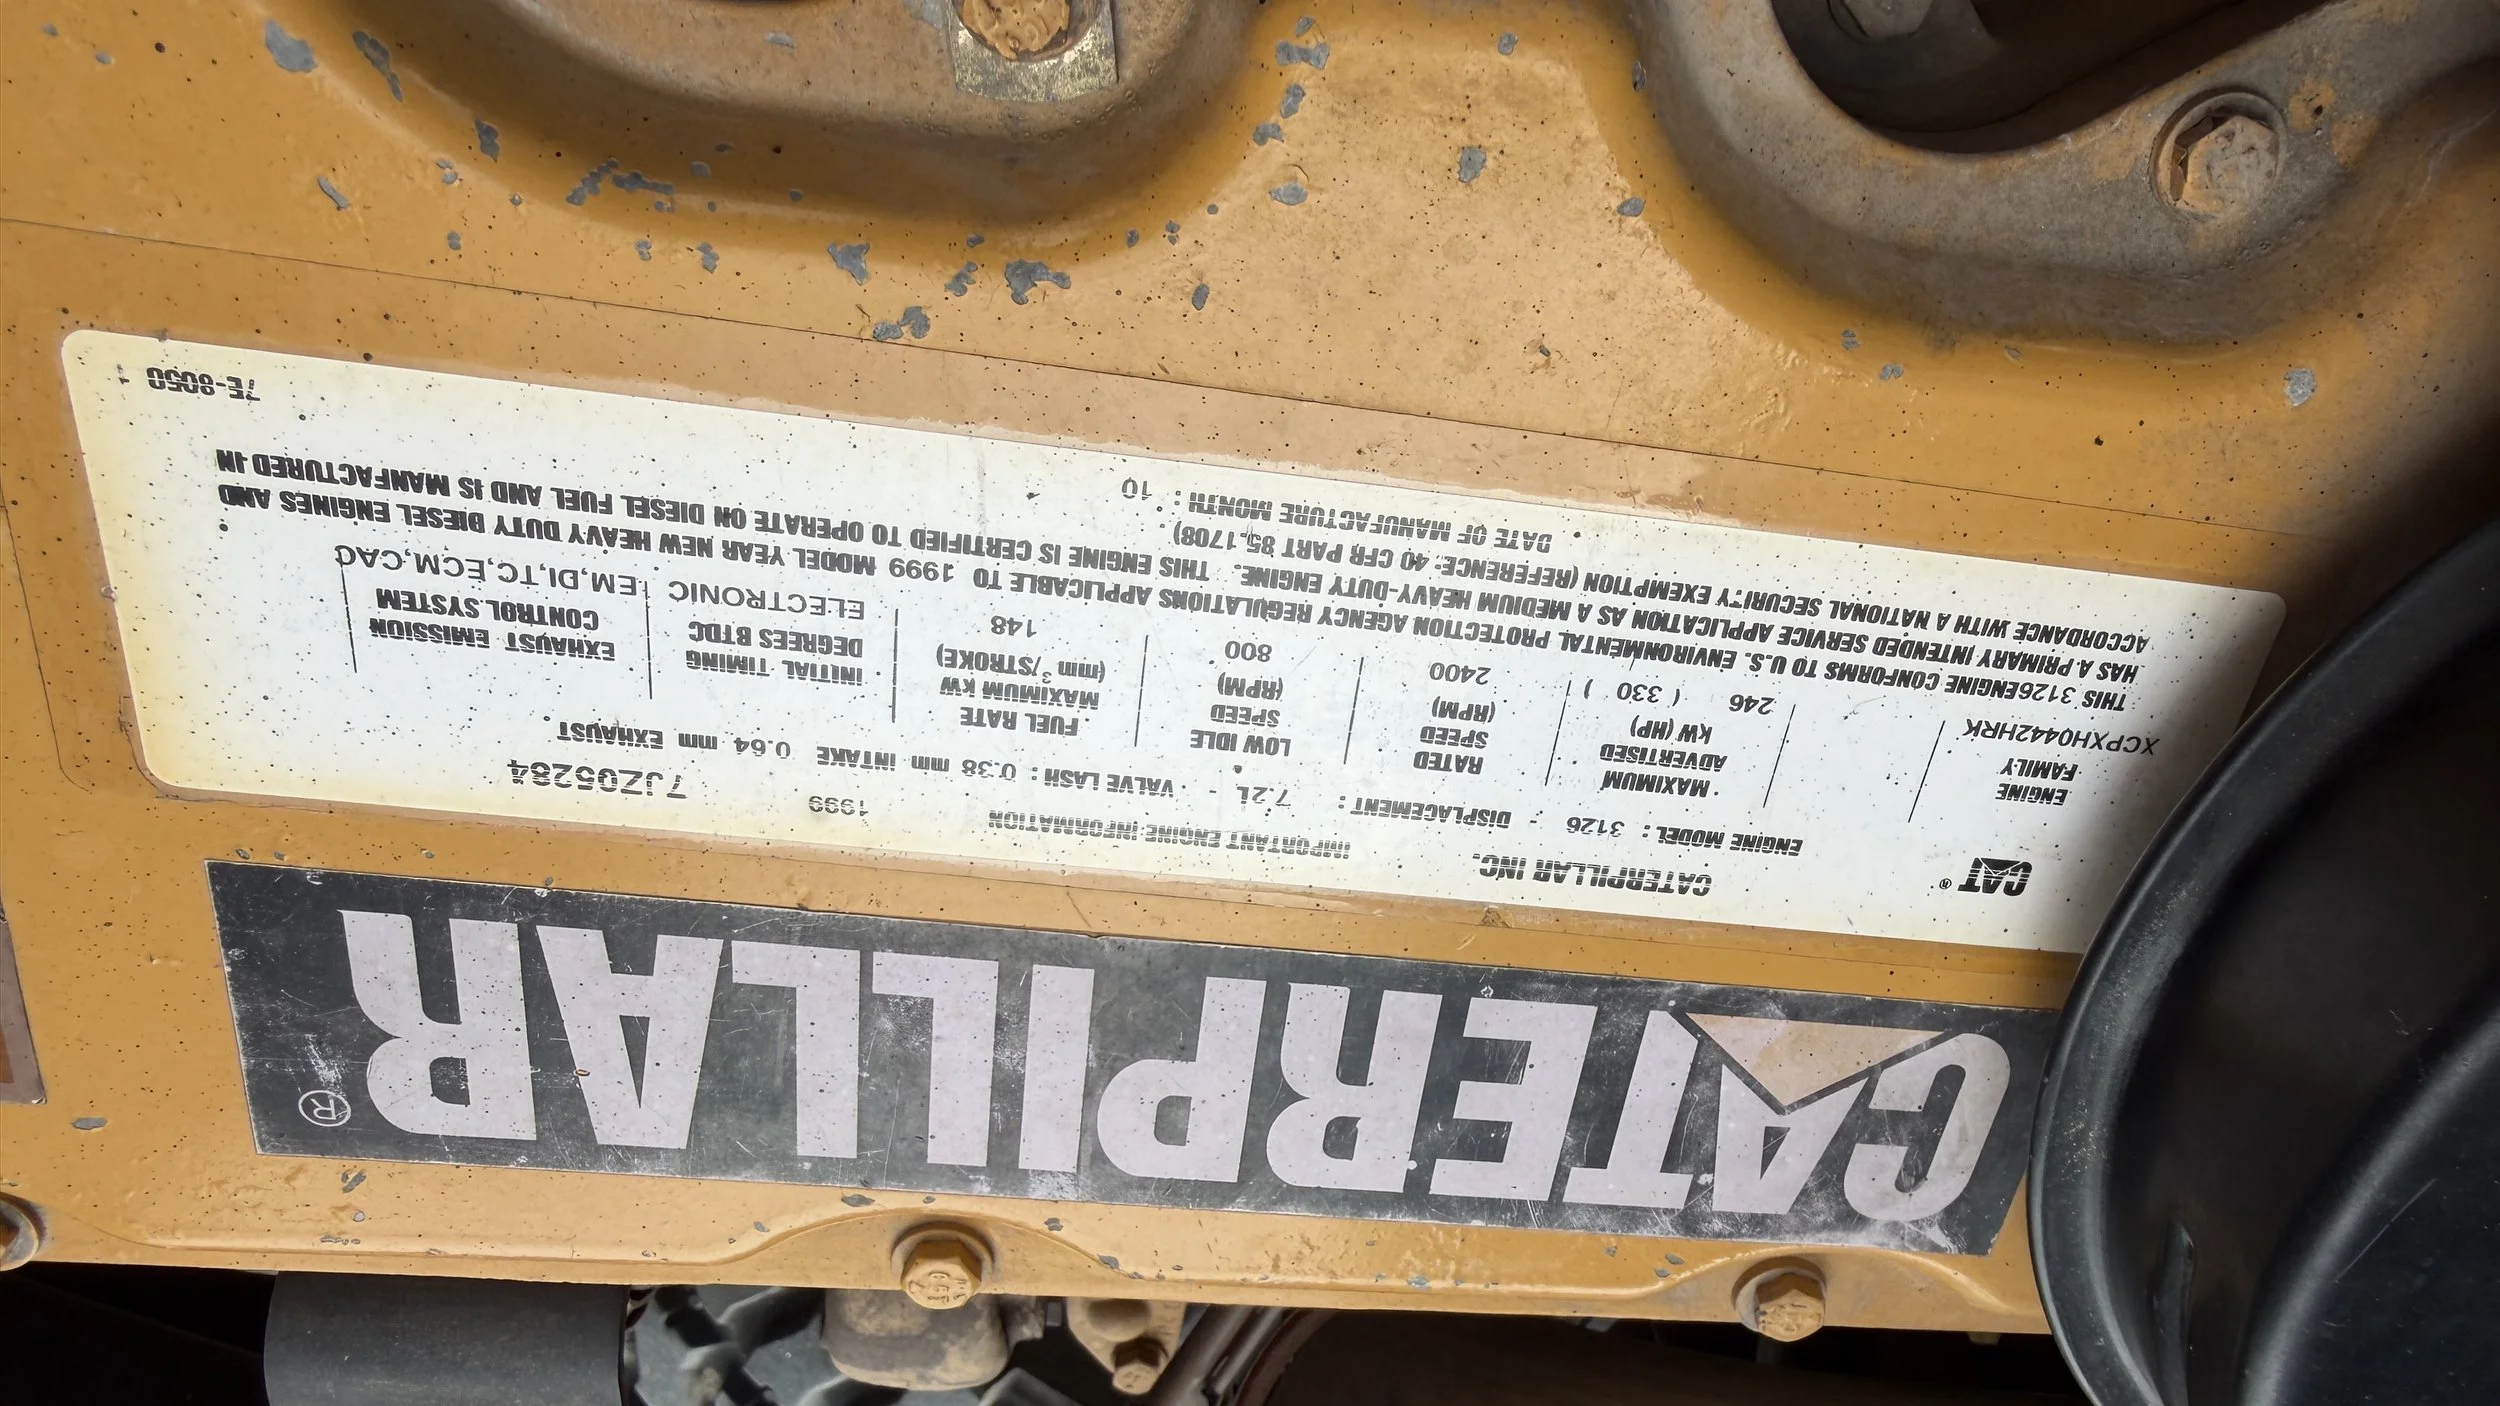 CATERPILLAR ®
CAT ® CATERPILLAR INC.
IMPORTANT ENGINE INFORMATION 1999 7JZ05284
ENGINE MODEL: 3126 - DISPLACEMENT: 7.2L - VALVE LASH: 0.38 mm INTAKE 0.64 mm EXHAUST
ENGINE FAMILY
XCPXH0442HRK
MAXIMUM ADVERTISED KW (HP)
246 ( 330 )
RATED SPEED (RPM)
2400
LOW IDLE SPEED (RPM)
800
FUEL RATE MAXIMUM KW (mm³/STROKE)
148
INITIAL TIMING DEGREES BTDC
ELECTRONIC
EXHAUST EMISSION CONTROL SYSTEM
EM,DI,TC,ECM,CAC
THIS 3126ENGINE CONFORMS TO U.S. ENVIRONMENTAL PROTECTION AGENCY REGULATIONS APPLICABLE TO 1999 MODEL YEAR NEW HEAVY DUTY DIESEL ENGINES AND
HAS A PRIMARY INTENDED SERVICE APPLICATION AS A MEDIUM HEAVY-DUTY ENGINE. THIS ENGINE IS CERTIFIED TO OPERATE ON DIESEL FUEL AND IS MANFACTURED IN
ACCORDANCE WITH A NATIONAL SECURITY EXEMPTION (REFERENCE: 40 CFR PART 85.1708)
DATE OF MANUFACTURE MONTH: 10
7E-8050 1